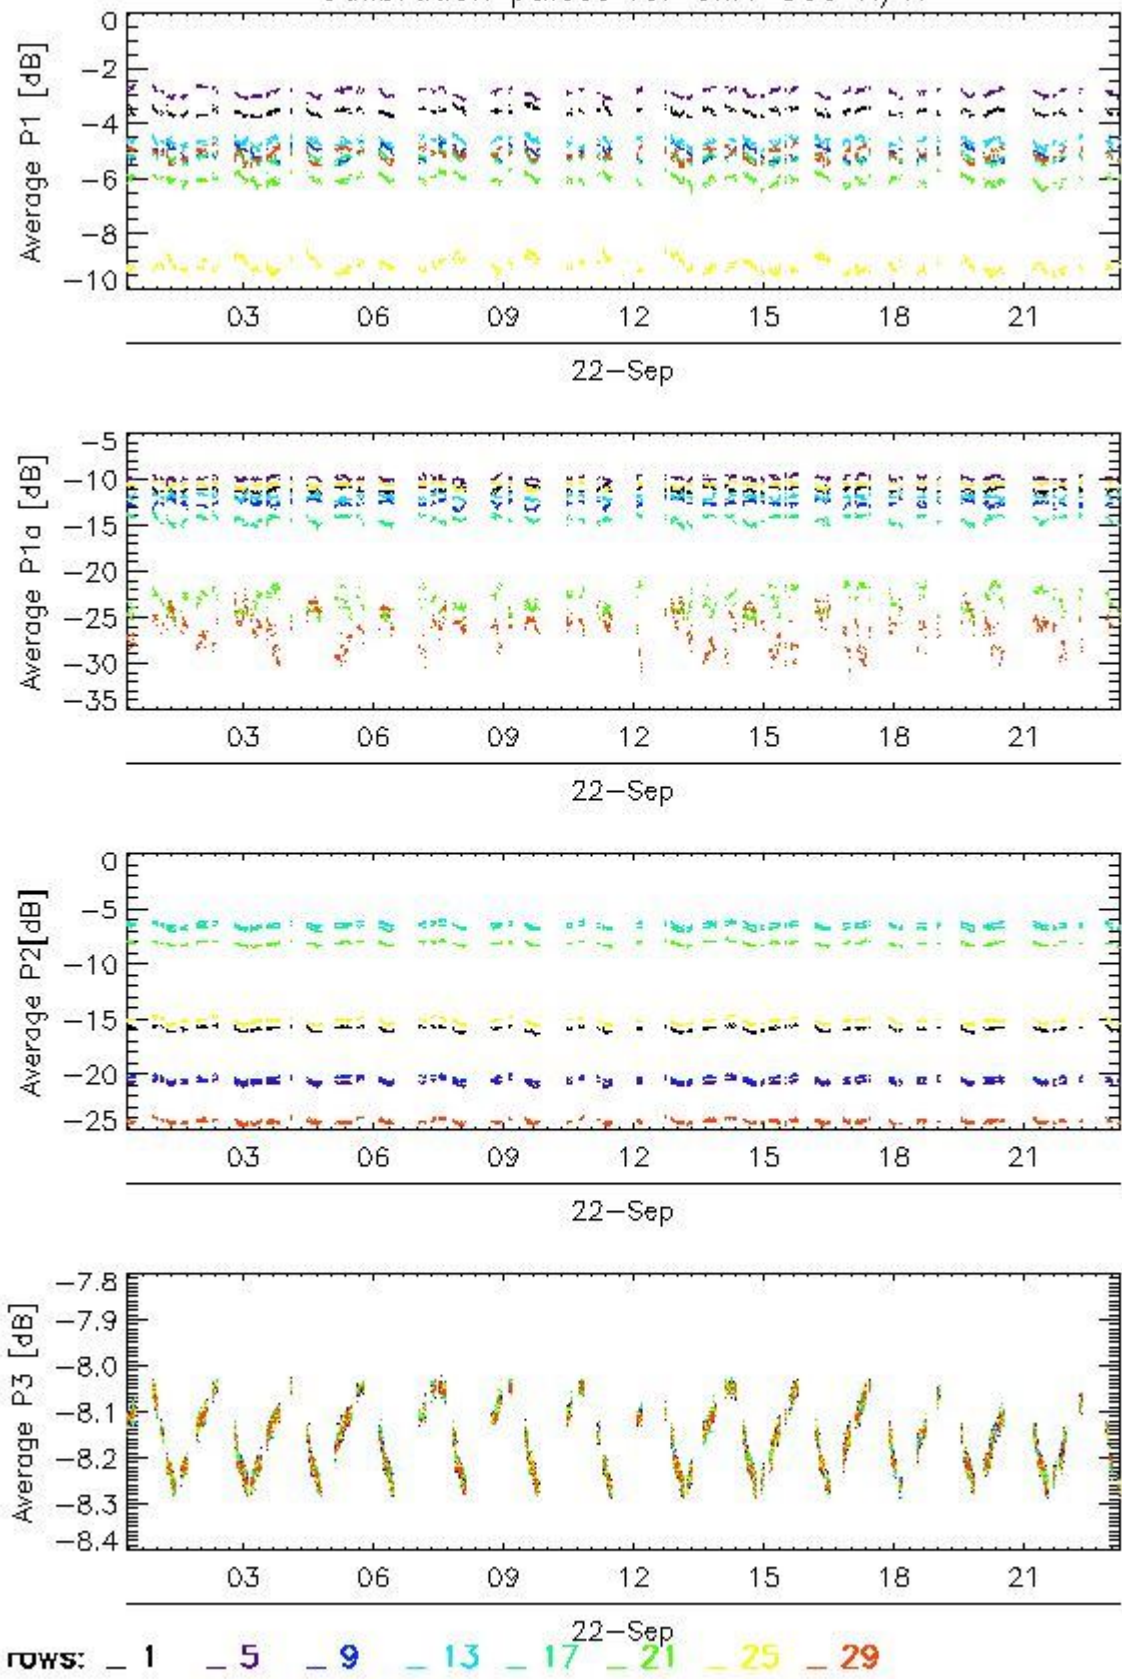 0
-2
-4
-6
-8
-10
Average P1 [dB]
03 06 09 12 15 18 21
22-Sep
-5
-10
-15
-20
-25
-30
-35
Average P1a [dB]
03 06 09 12 15 18 21
22-Sep
0
-5
-10
-15
-20
-25
Average P2[dB]
03 06 09 12 15 18 21
22-Sep
-7.8
-7.9
-8.0
-8.1
-8.2
-8.3
-8.4
Average P3 [dB]
03 06 09 12 15 18 21
22-Sep
rows: _ 1 _ 5 _ 9 _ 13 _ 17 _ 21 _ 25 _ 29